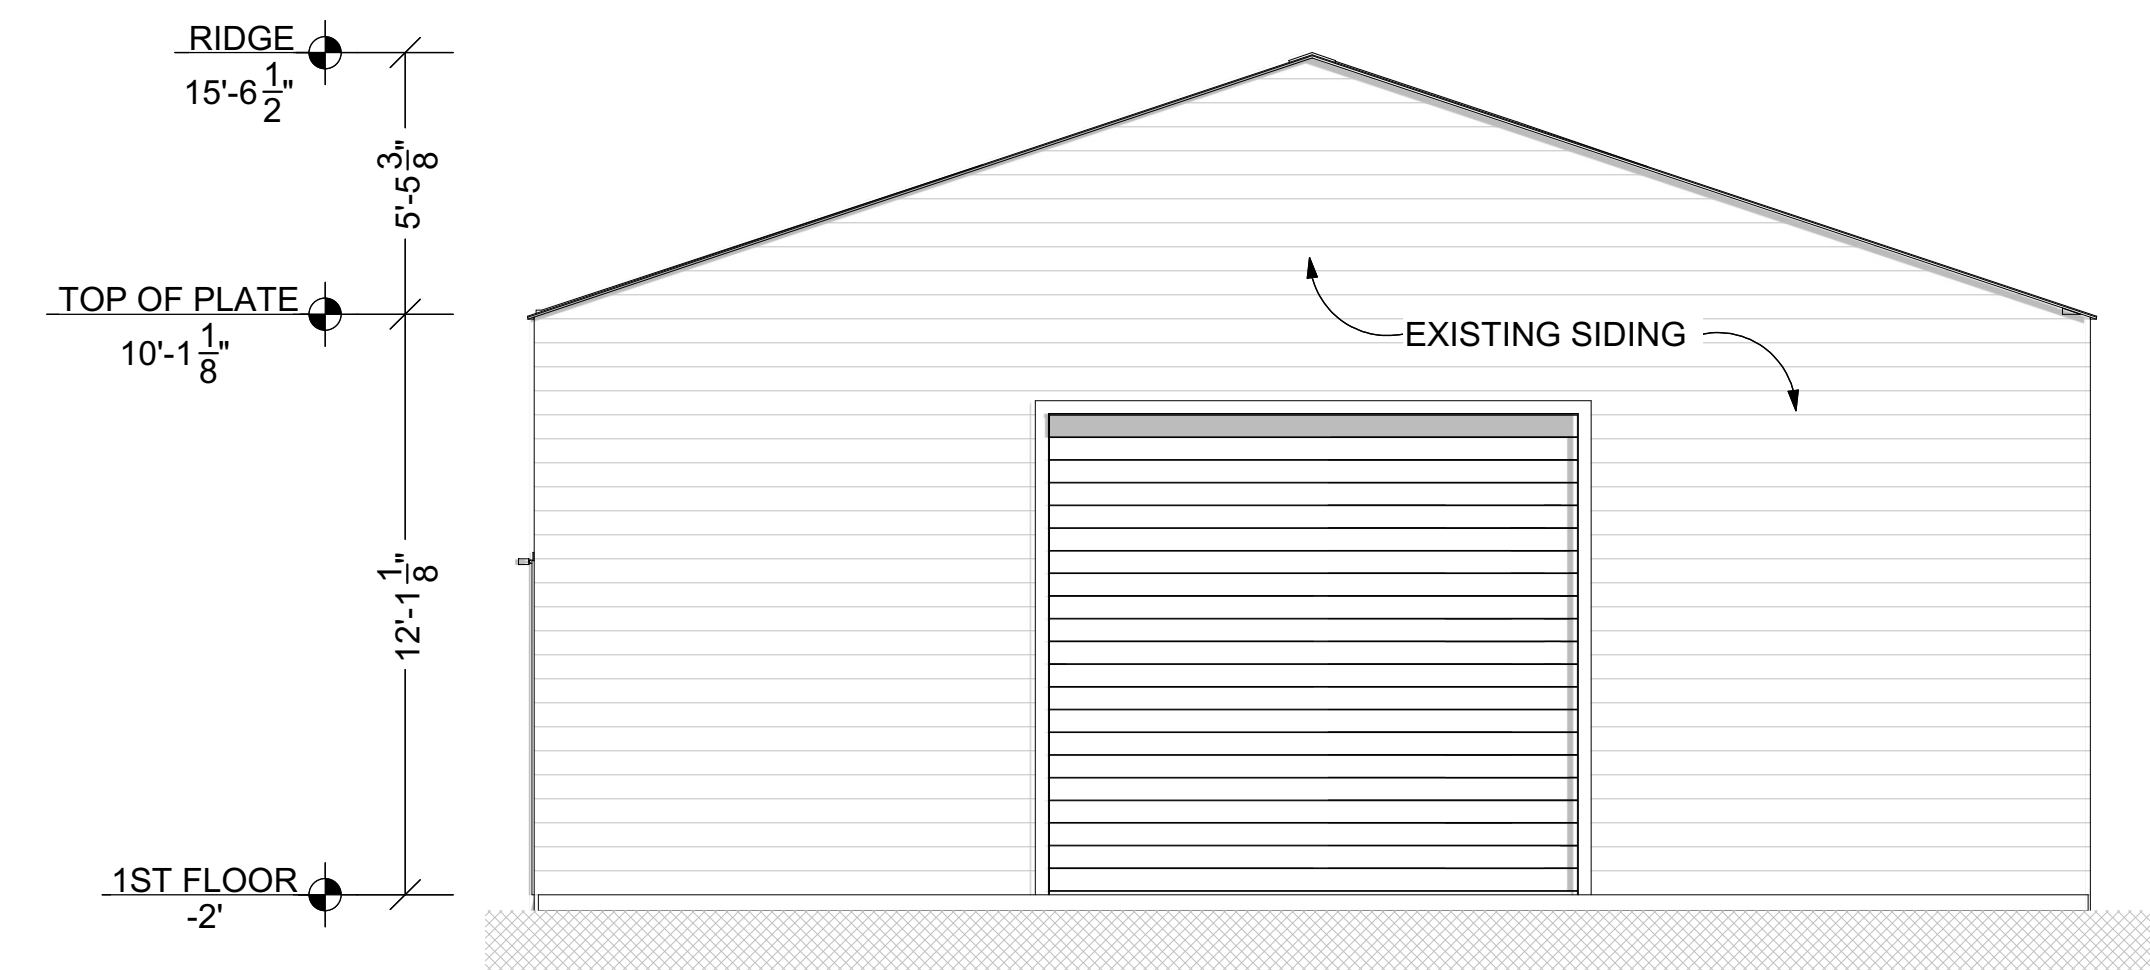 RIDGE
15'-6 1/2"
5'-5 3/8"
TOP OF PLATE
10'-1 1/8"
EXISTING SIDING
12'-1 1/8"
1ST FLOOR
-2'